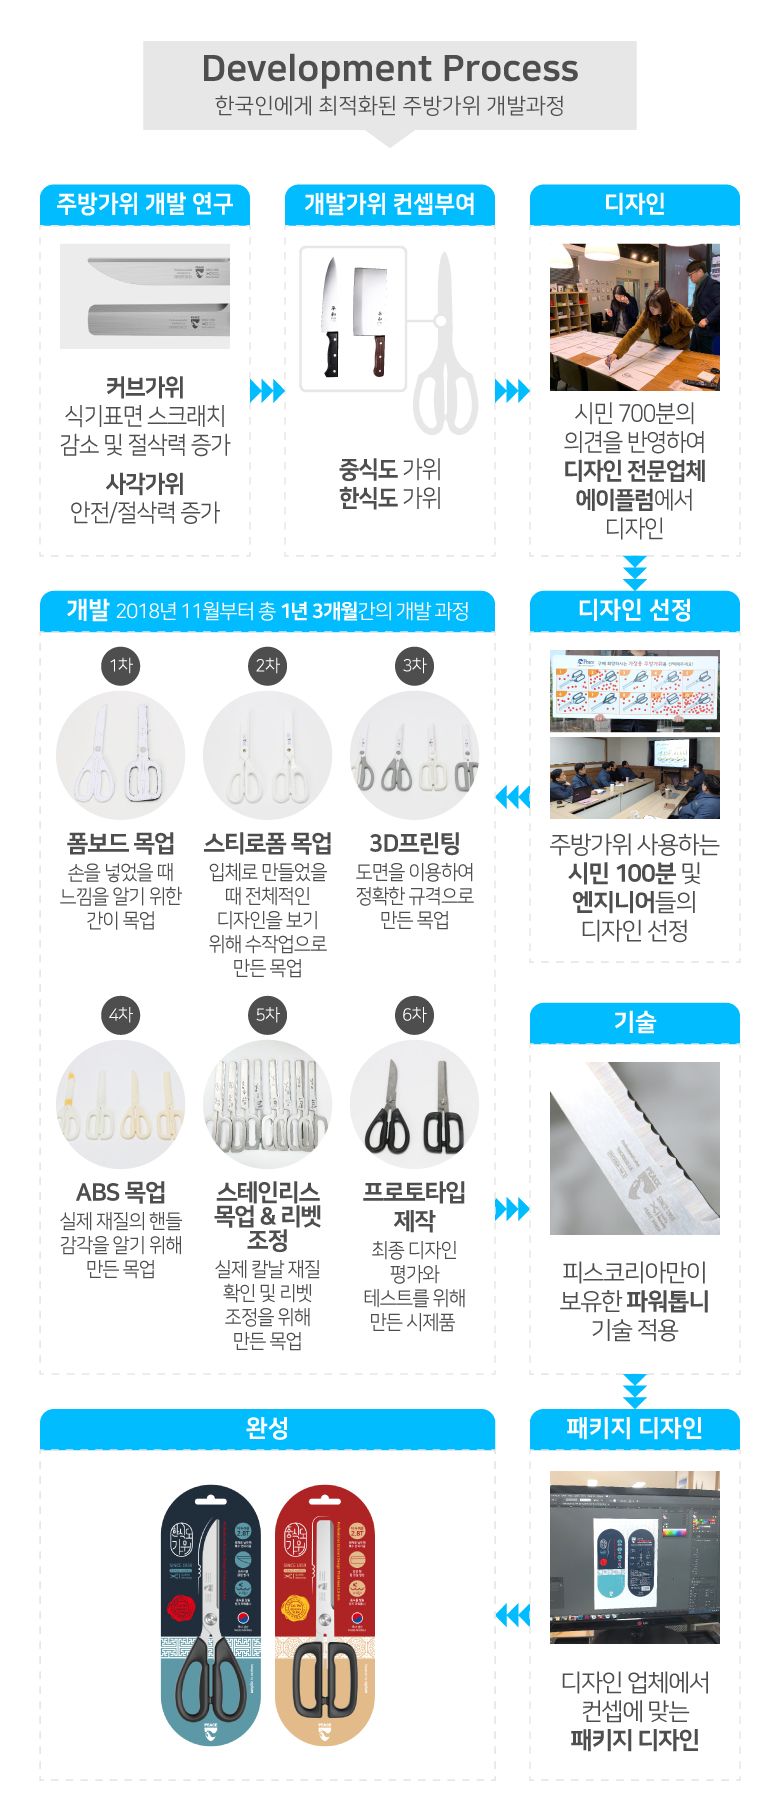 Development Process
한국인에게 최적화된 주방가위 개발과정
주방가위 개발 연구
커브가위
식기표면 스크래치
감소 및 절삭력 증가
사각가위
안전/절삭력 증가
개발가위 컨셉부여
중식도 가위
한식도 가위
디자인
시민 700분의
의견을 반영하여
디자인 전문업체
에이플럼에서
디자인
디자인 선정
주방가위 사용하는
시민 100분 및
엔지니어들의
디자인 선정
개발 2018년 11월부터 총 1년 3개월간의 개발 과정
1차
폼보드 목업
손을 넣었을 때
느낌을 알기 위한
간이 목업
2차
스티로폼 목업
입체로 만들었을
때 전체적인
디자인을 보기
위해 수작업으로
만든 목업
3차
3D프린팅
도면을 이용하여
정확한 규격으로
만든 목업
4차
ABS 목업
실제 재질의 핸들
감각을 알기 위해
만든 목업
5차
스테인리스
목업 & 리벳
조정
실제 칼날 재질
확인 및 리벳
조정을 위해
만든 목업
6차
프로토타입
제작
최종 디자인
평가와
테스트를 위해
만든 시제품
기술
피스코리아만이
보유한 파워톱니
기술 적용
패키지 디자인
디자인 업체에서
컨셉에 맞는
패키지 디자인
완성
한식도
가위
SINCE 1959
2.8T
PEACE
중식도
가위
SINCE 1959
2.8T
PEACE